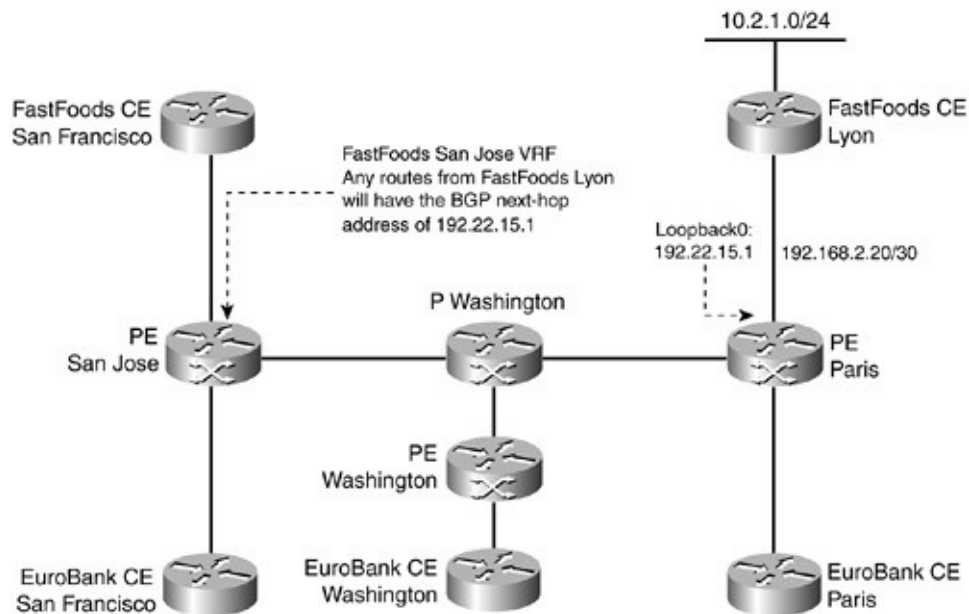 10.2.1.0/24
FastFoods CE
San Francisco
FastFoods CE
Lyon
FastFoods San Jose VRF
Any routes from FastFoods Lyon
will have the BGP next-hop
address of 192.22.15.1
Loopback0:
192.22.15.1
192.168.2.20/30
P Washington
PE
San Jose
PE
Paris
PE
Washington
EuroBank CE
San Francisco
EuroBank CE
Washington
EuroBank CE
Paris